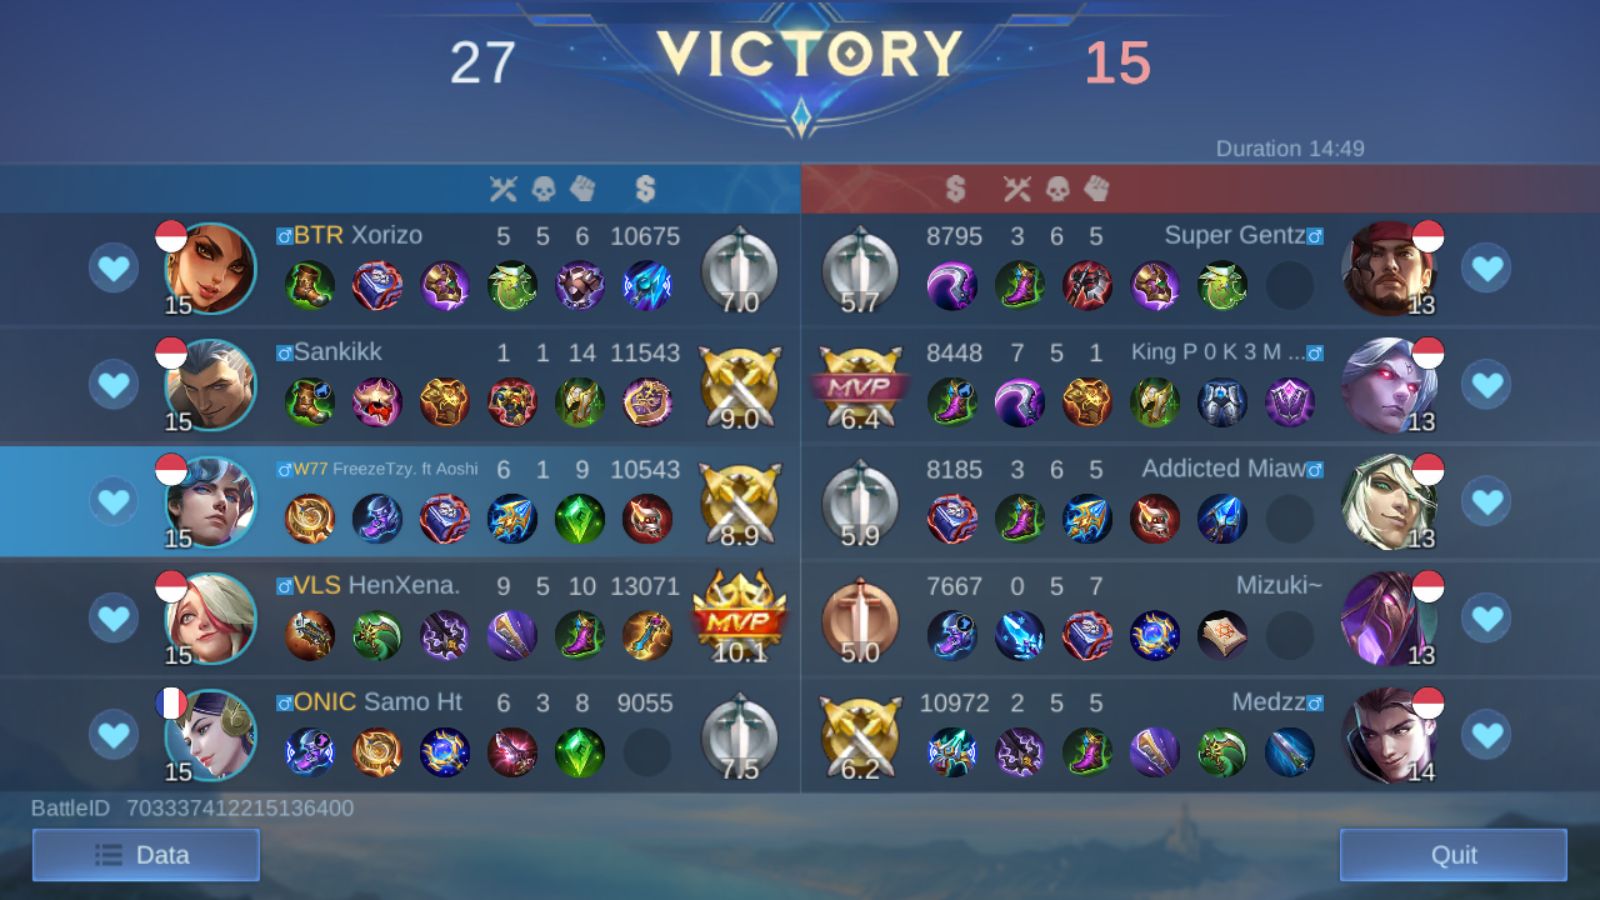 27 VICTORY 15
Duration 14:49
BTR Xorizo 5 5 6 10675
15 7.0
8795 3 6 5 Super Gentz
5.7 13
Sankikk 1 1 14 11543
15 9.0
8448 7 5 1 King P 0 K 3 M ...
MVP
6.4 13
W77 FreezeTzy. ft Aoshi 6 1 9 10543
15 8.9
8185 3 6 5 Addicted Miaw
5.9 13
VLS HenXena. 9 5 10 13071
MVP
15 10.1
7667 0 5 7 Mizuki~
5.0 13
ONIC Samo Ht 6 3 8 9055
15 7.5
10972 2 5 5 Medzz
6.2 14
BattleID 703337412215136400
Data
Quit